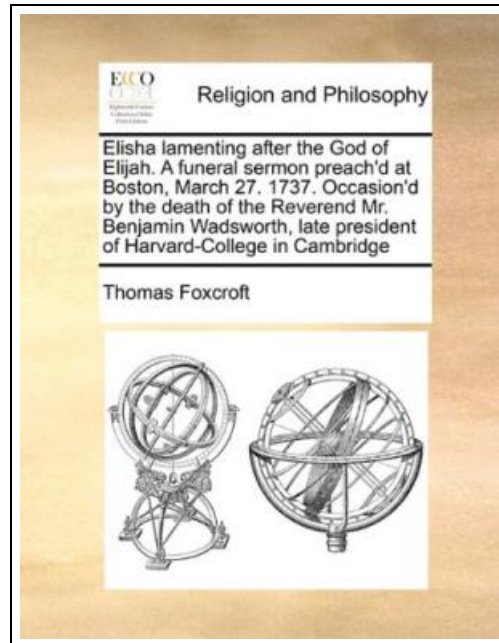 ECCO
Religion and Philosophy
Elisha lamenting after the God of
Elijah. A funeral sermon preach'd at
Boston, March 27. 1737. Occasion'd
by the death of the Reverend Mr.
Benjamin Wadsworth, late president
of Harvard-College in Cambridge
Thomas Foxcroft